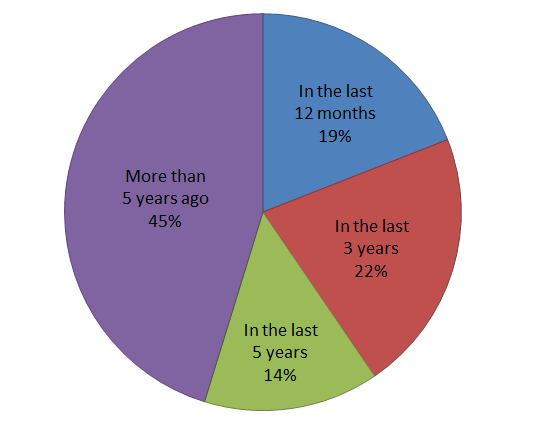 In the last
12 months
19%
In the last
3 years
22%
In the last
5 years
14%
More than
5 years ago
45%